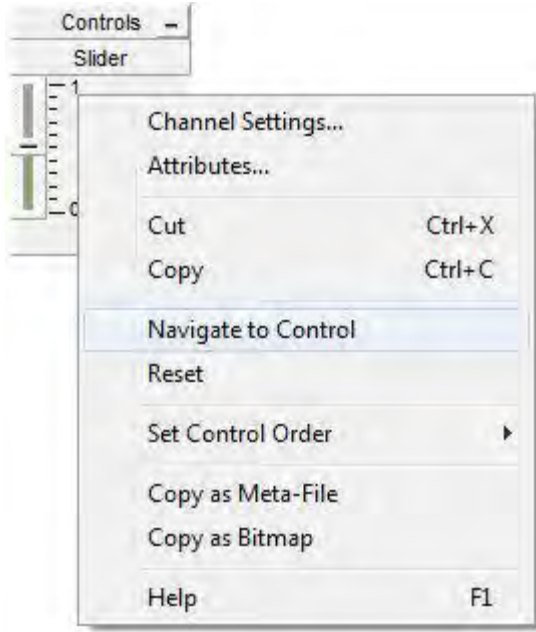 Controls –
Slider
1
0
Channel Settings...
Attributes...
Cut Ctrl+X
Copy Ctrl+C
Navigate to Control
Reset
Set Control Order
Copy as Meta-File
Copy as Bitmap
Help F1